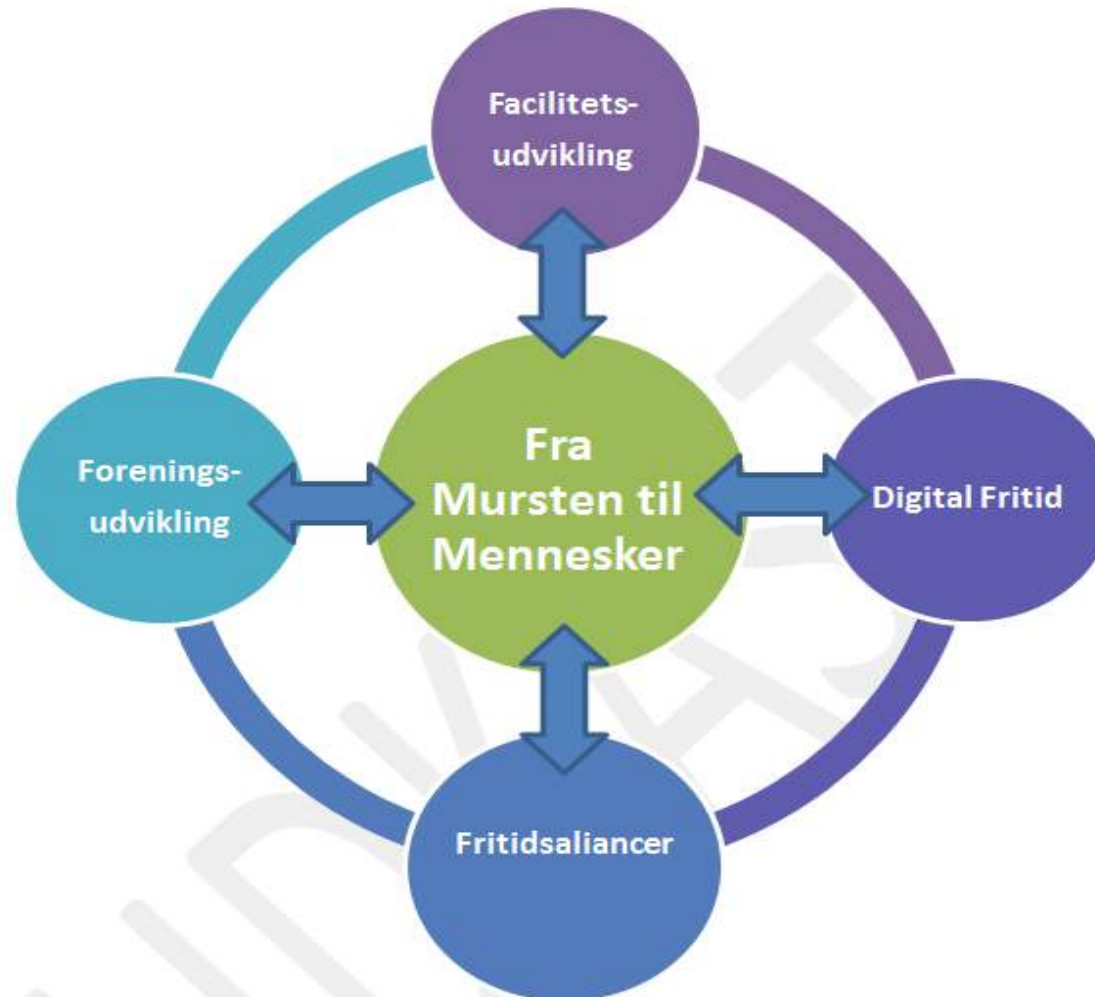 Facilitets-
udvikling
Forenings-
udvikling
Fra
Mursten til
Mennesker
Digital Fritid
Fritidsaliancer